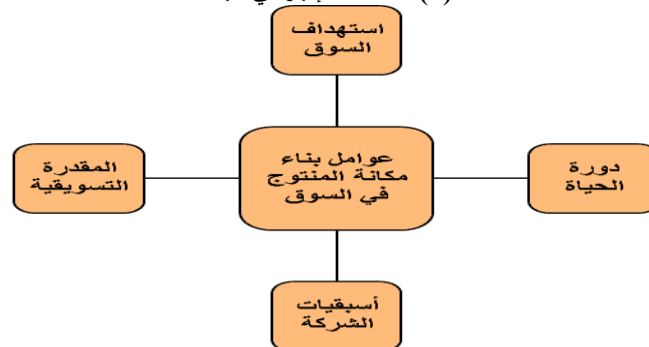 استهداف
السوق
المقدرة
التسويقية
عوامل بناء
مكانة المنتوج
في السوق
دورة
الحياة
أسبقيات
الشركة